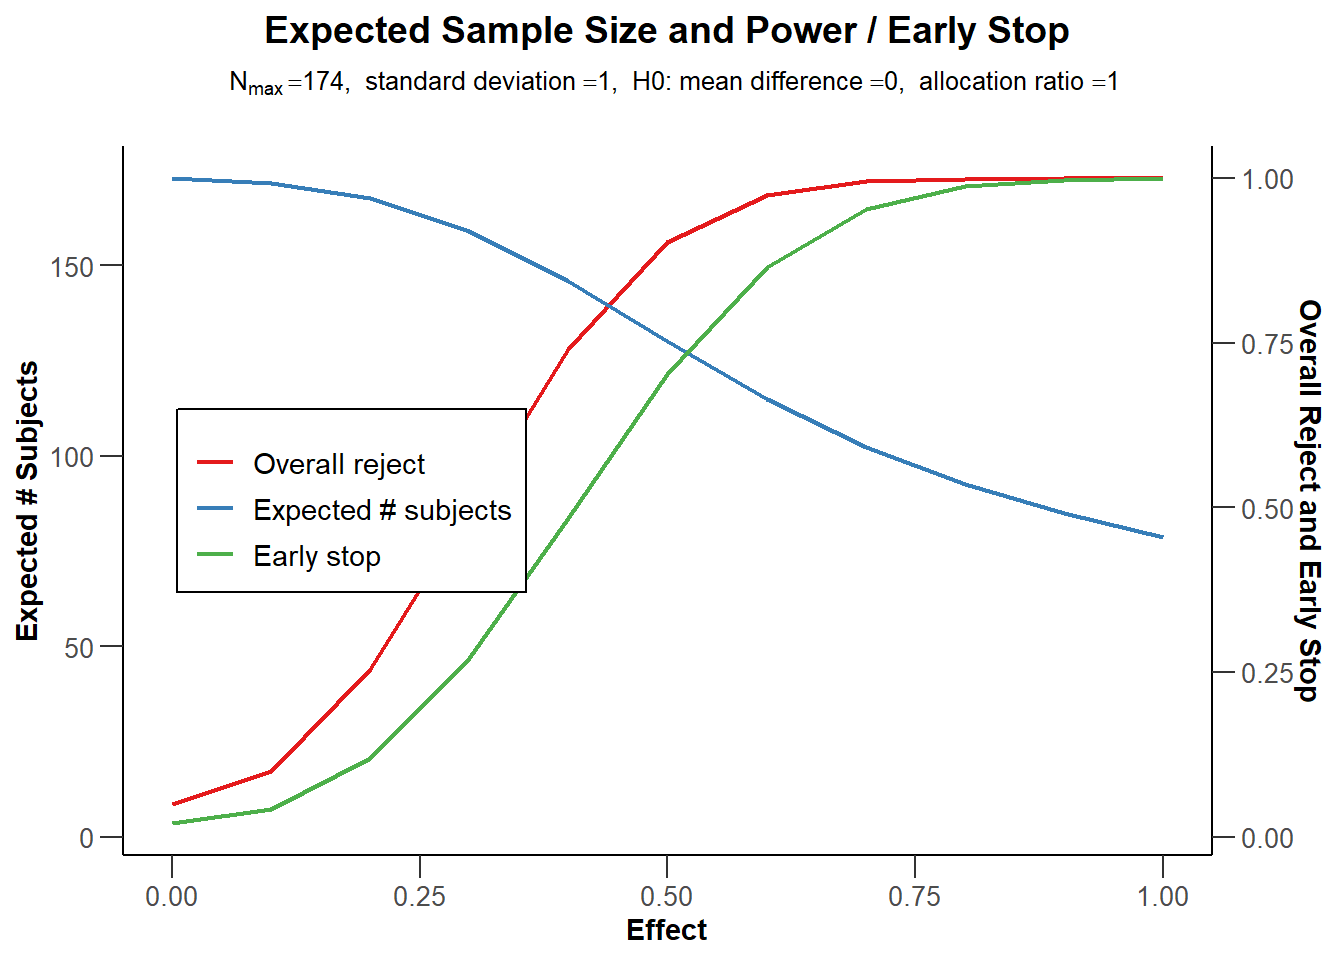 Expected Sample Size and Power / Early Stop
Nmax =174,  standard deviation =1,  H0: mean difference =0,  allocation ratio =1
Expected # Subjects
150
100
50
0
Overall reject
Expected # subjects
Early stop
1.00
0.75
0.50
0.25
0.00
Overall Reject and Early Stop
0.00
0.25
0.50
0.75
1.00
Effect